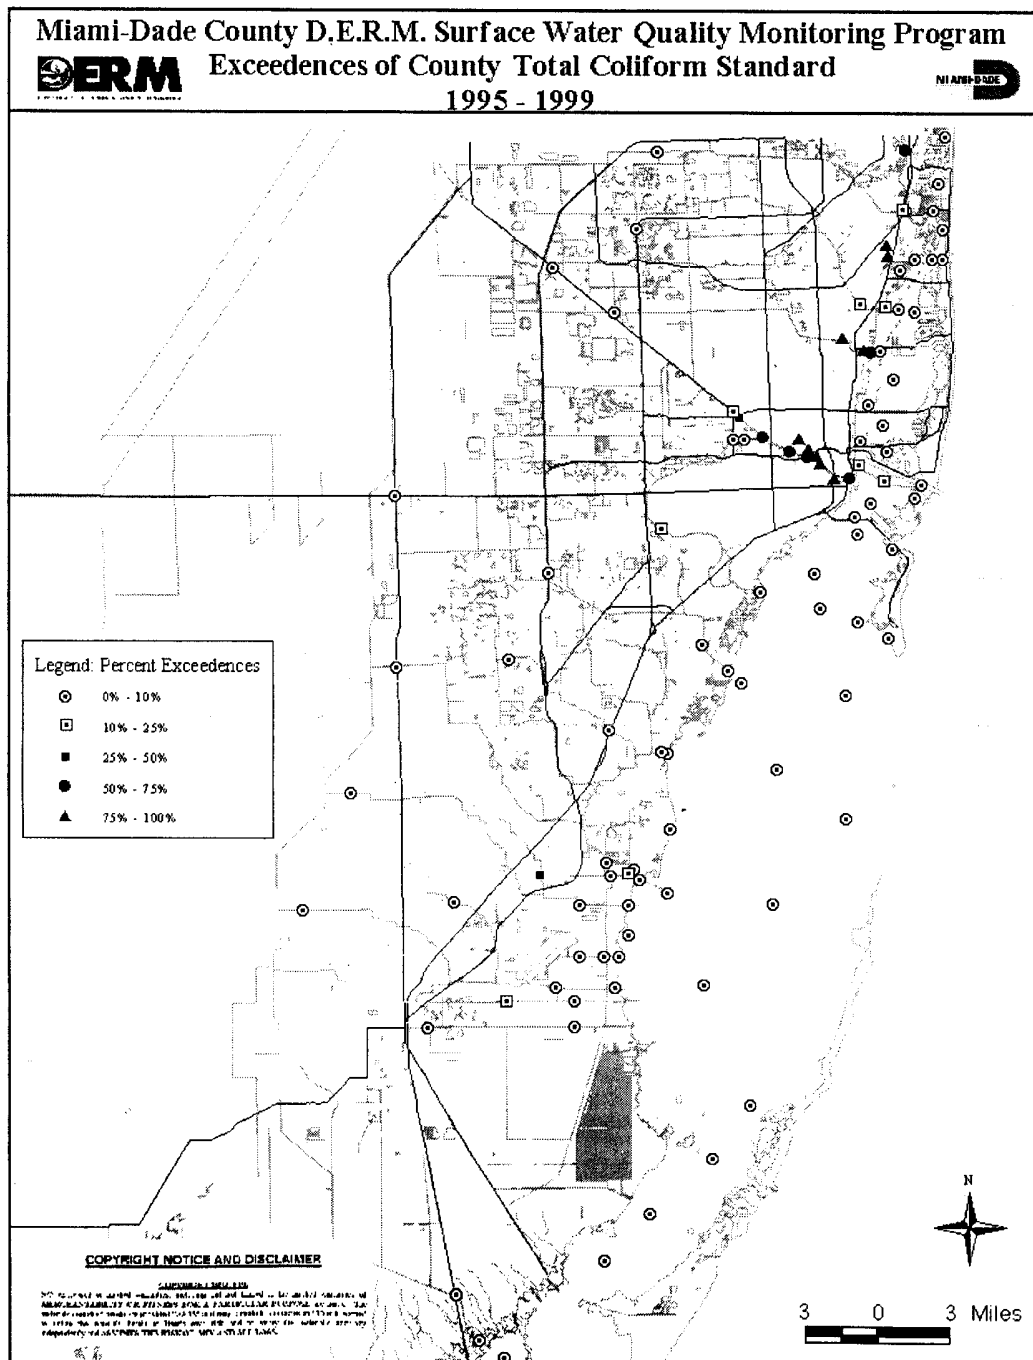 Miami-Dade County D.E.R.M. Surface Water Quality Monitoring Program
Exceedences of County Total Coliform Standard
1995 - 1999
DERM
MIAMI-DADE
Legend: Percent Exceedences
0% - 10%
10% - 25%
25% - 50%
50% - 75%
75% - 100%
N
COPYRIGHT NOTICE AND DISCLAIMER
3 0 3 Miles